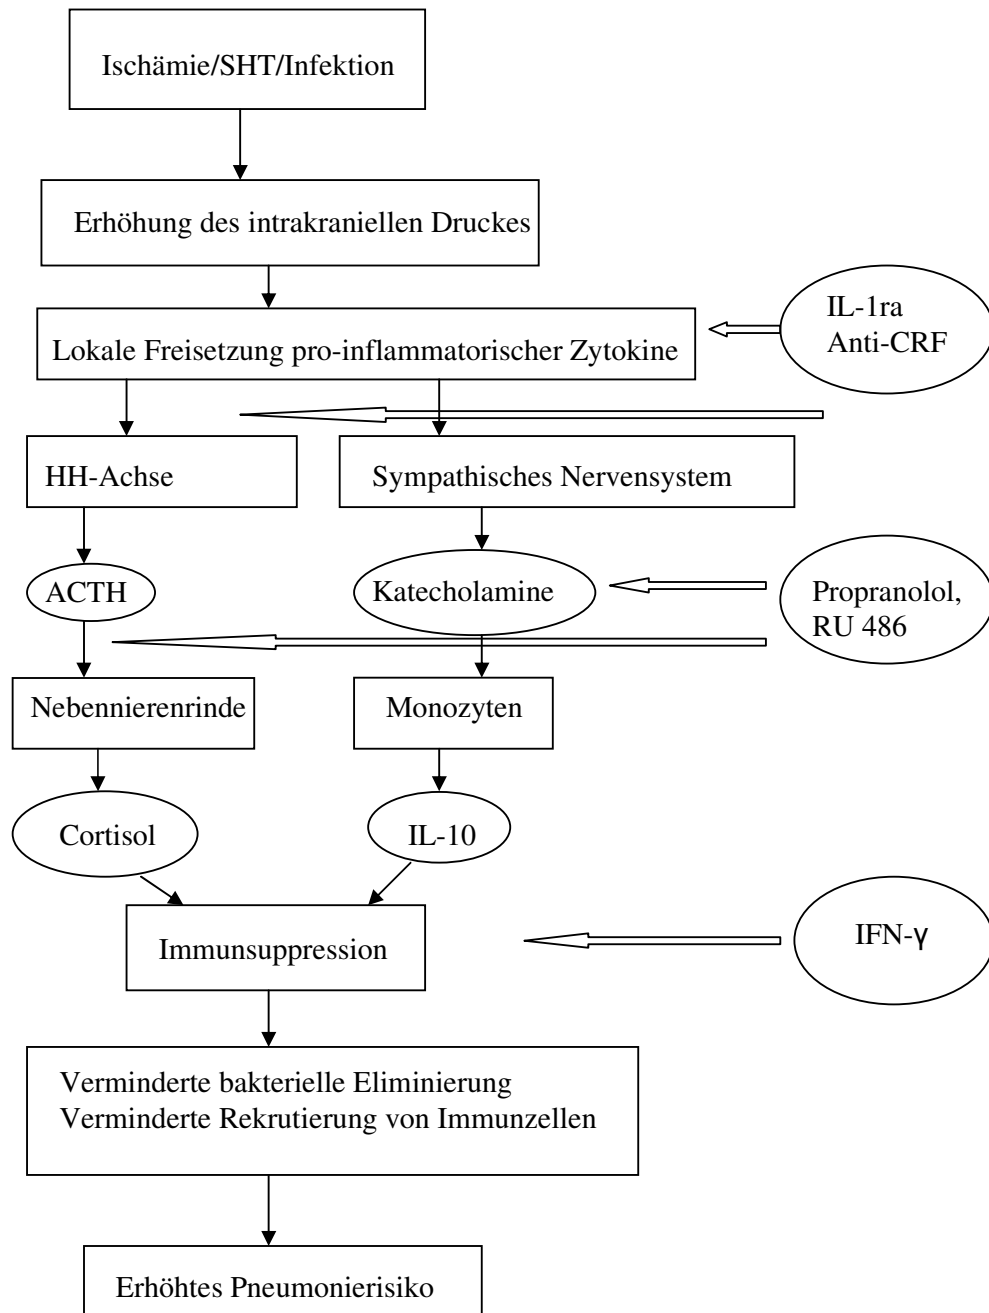 Ischämie/SHT/Infektion
Erhöhung des intrakraniellen Druckes
IL-1ra
Anti-CRF
Lokale Freisetzung pro-inflammatorischer Zytokine
HH-Achse
Sympathisches Nervensystem
ACTH
Katecholamine
Propranolol,
RU 486
Nebennierenrinde
Monozyten
Cortisol
IL-10
Immunsuppression
IFN-γ
Verminderte bakterielle Eliminierung
Verminderte Rekrutierung von Immunzellen
Erhöhtes Pneumonierisiko